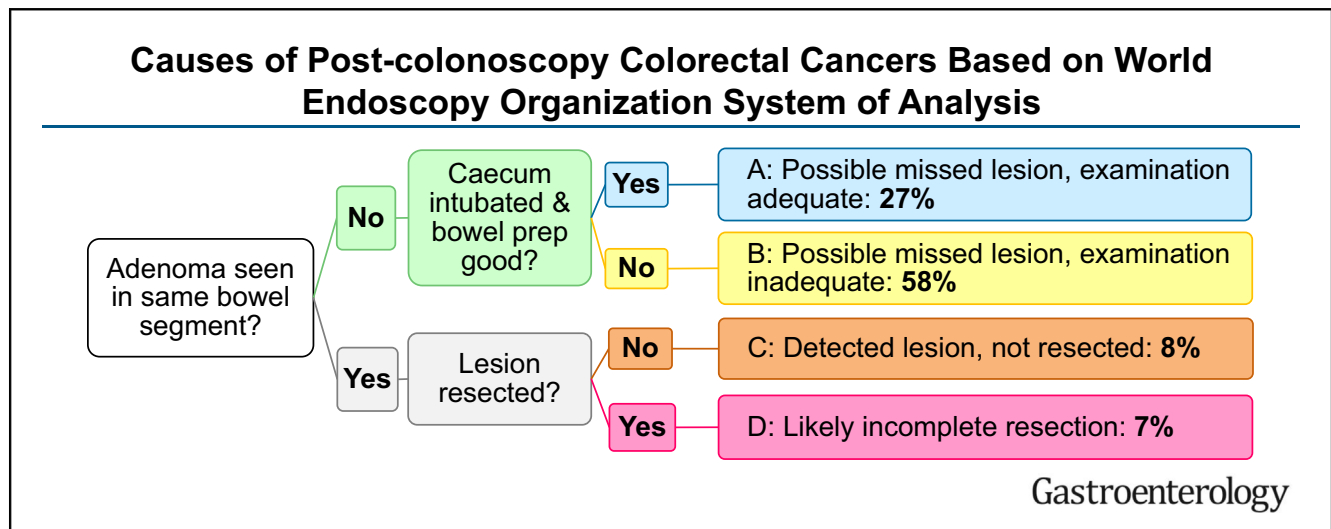 Causes of Post-colonoscopy Colorectal Cancers Based on World
Endoscopy Organization System of Analysis
Adenoma seen
in same bowel
segment?
No
Caecum
intubated &
bowel prep
good?
Yes
A: Possible missed lesion, examination
adequate: 27%
No
B: Possible missed lesion, examination
inadequate: 58%
Yes
Lesion
resected?
No
C: Detected lesion, not resected: 8%
Yes
D: Likely incomplete resection: 7%
Gastroenterology